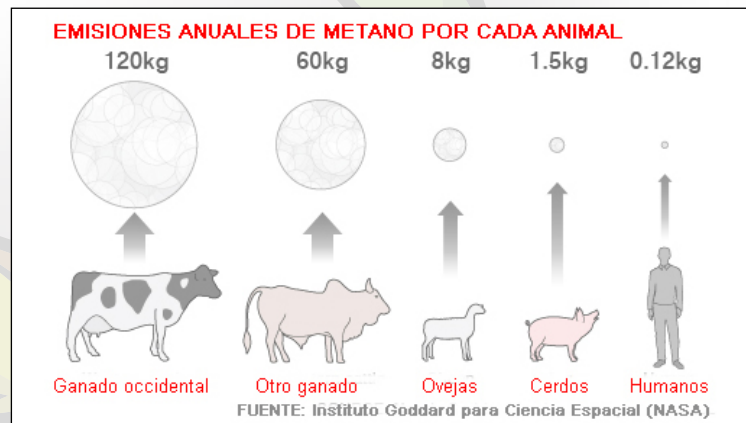 EMISIONES ANUALES DE METANO POR CADA ANIMAL
120kg 60kg 8kg 1.5kg 0.12kg
Ganado occidental Otro ganado Ovejas Cerdos Humanos
FUENTE: Instituto Goddard para Ciencia Espacial (NASA)